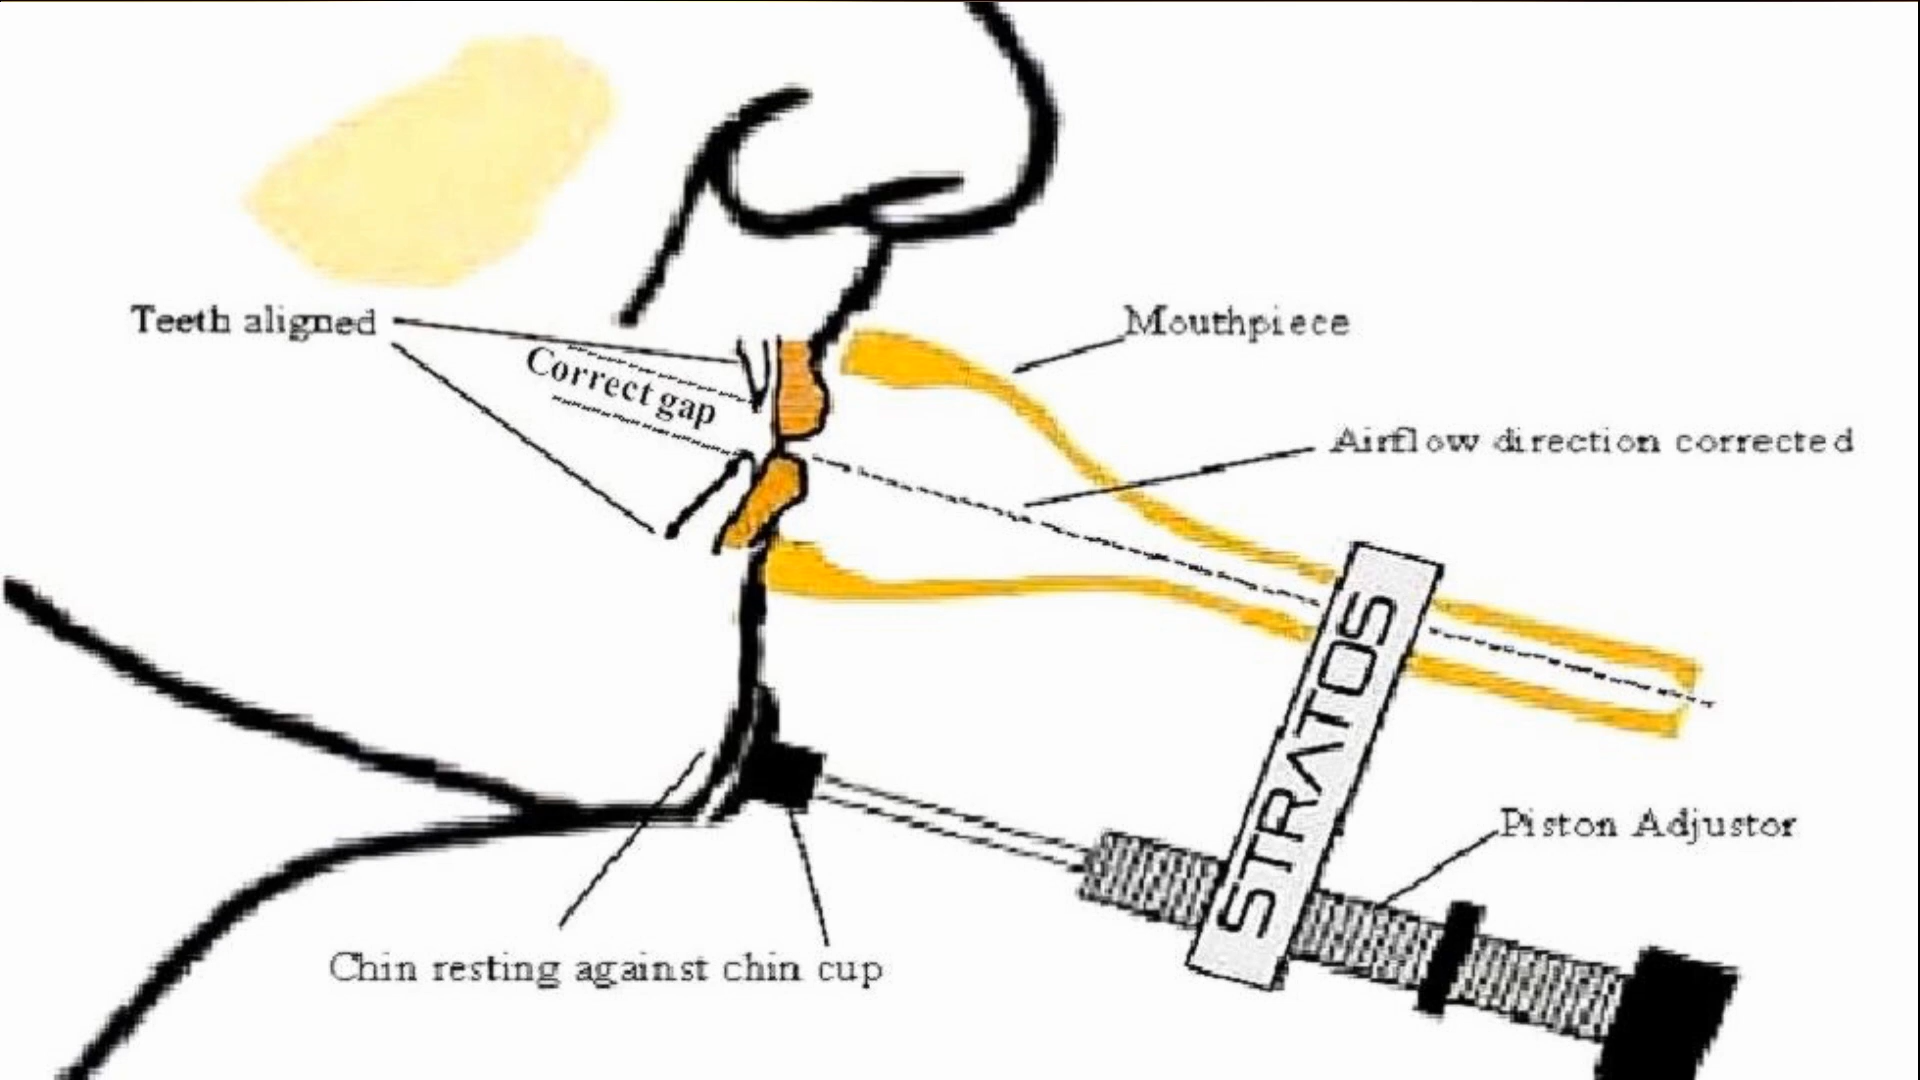 Teeth aligned
Correct gap
Mouthpiece
Airflow direction corrected
STRATOS
Piston Adjustor
Chin resting against chin cup